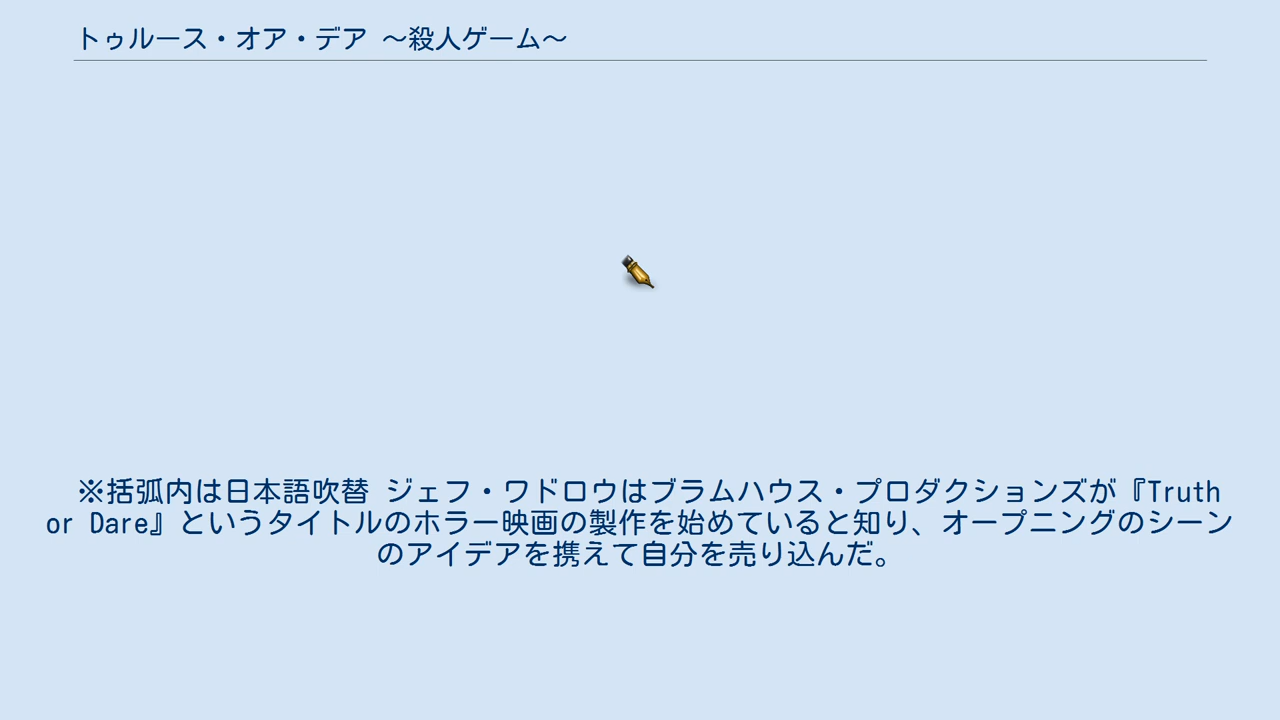 トゥルース・オア・デア ～殺人ゲーム～
※括弧内は日本語吹替 ジェフ・ワドロウはブラムハウス・プロダクションズが『Truth
or Dare』というタイトルのホラー映画の製作を始めていると知り、オープニングのシーン
のアイデアを携えて自分を売り込んだ。